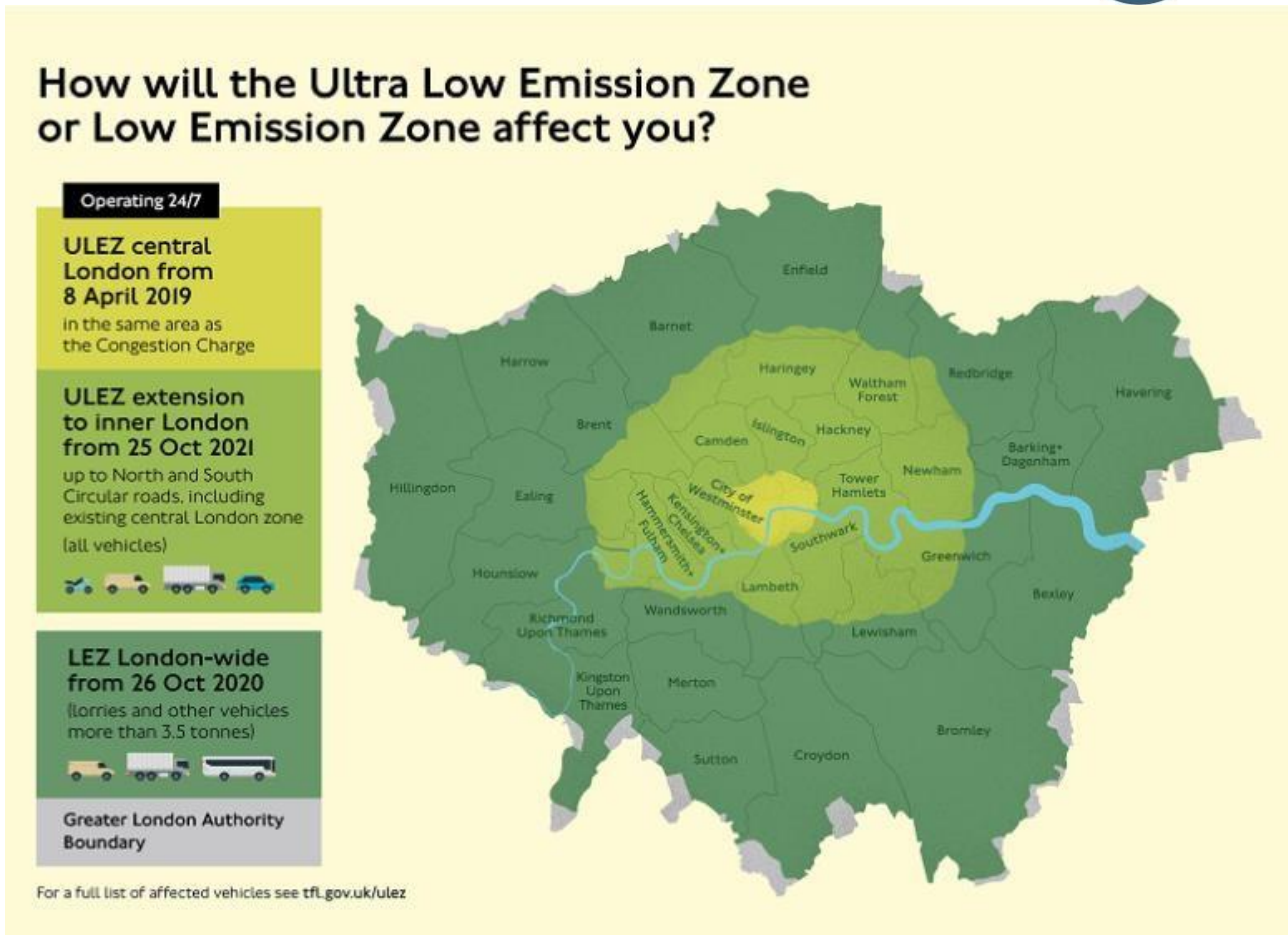 How will the Ultra Low Emission Zone
or Low Emission Zone affect you?
Operating 24/7
ULEZ central
London from
8 April 2019
in the same area as
the Congestion Charge
ULEZ extension
to inner London
from 25 Oct 2021
up to North and South
Circular roads, including
existing central London zone
(all vehicles)
LEZ London-wide
from 26 Oct 2020
(lorries and other vehicles
more than 3.5 tonnes)
Greater London Authority
Boundary
For a full list of affected vehicles see tfl.gov.uk/ulez
Enfield
Barnet
Harrow
Haringey
Waltham
Forest
Redbridge
Havering
Brent
Camden
Islington
Hackney
Barking+
Dagenham
Hillingdon
Ealing
City of
Westminster
Tower
Hamlets
Newham
Hammersmith+
Fulham
Kensington+
Chelsea
Southwark
Greenwich
Hounslow
Lambeth
Bexley
Richmond
Upon Thames
Wandsworth
Lewisham
Kingston
Upon
Thames
Merton
Sutton
Croydon
Bromley